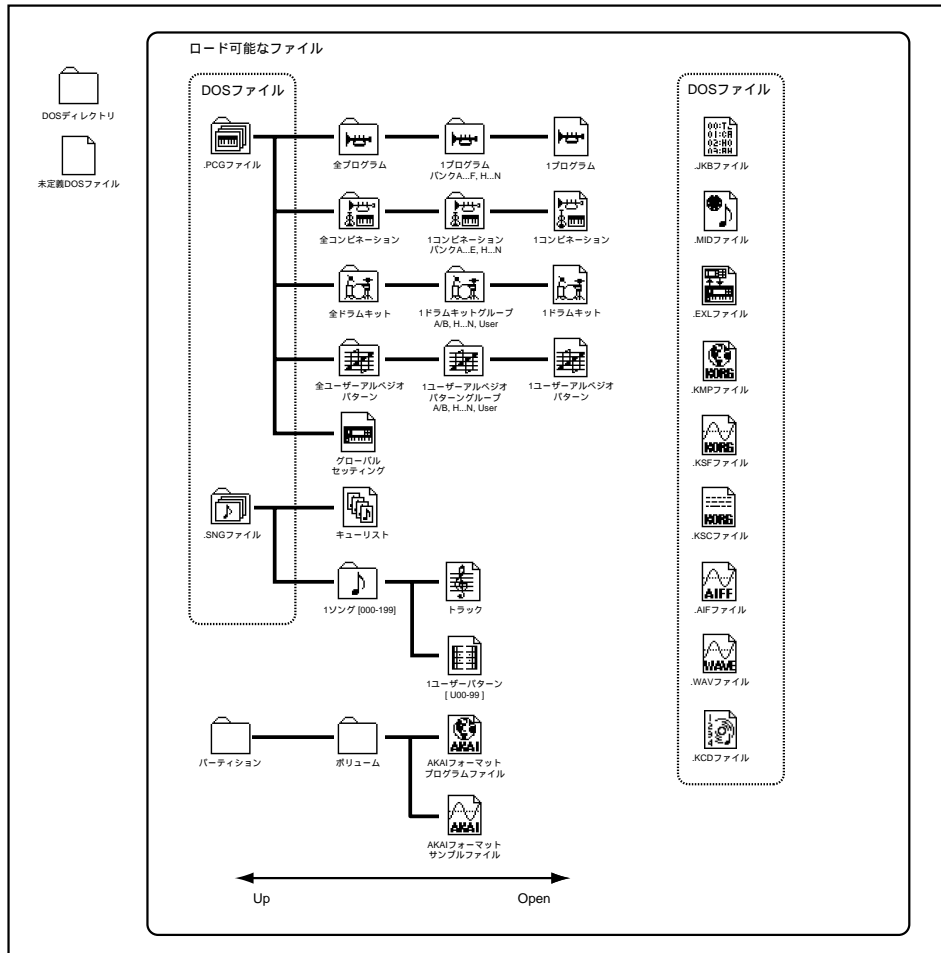 ロード可能なファイル
DOSディレクトリ
未定義DOSファイル
DOSファイル
.PCGファイル
全プログラム
1プログラム
バンクA...F, H...N
1プログラム
全コンビネーション
1コンビネーション
バンクA...E, H...N
1コンビネーション
全ドラムキット
1ドラムキットグループ
A/B, H...N, User
1ドラムキット
全ユーザーアルペジオ
パターン
1ユーザーアルペジオ
パターングループ
A/B, H...N, User
1ユーザーアルペジオ
パターン
グローバル
セッティング
.SNGファイル
キューリスト
1ソング [000-199]
トラック
1ユーザーパターン
[ U00-99 ]
パーティション
ボリューム
AKAI
AKAIフォーマット
プログラムファイル
AKAI
AKAIフォーマット
サンプルファイル
Up
Open
DOSファイル
.JKBファイル
.MIDファイル
.EXLファイル
KORG
.KMPファイル
KORG
.KSFファイル
KORG
.KSCファイル
AIFF
.AIFファイル
WAVE
.WAVファイル
.KCDファイル